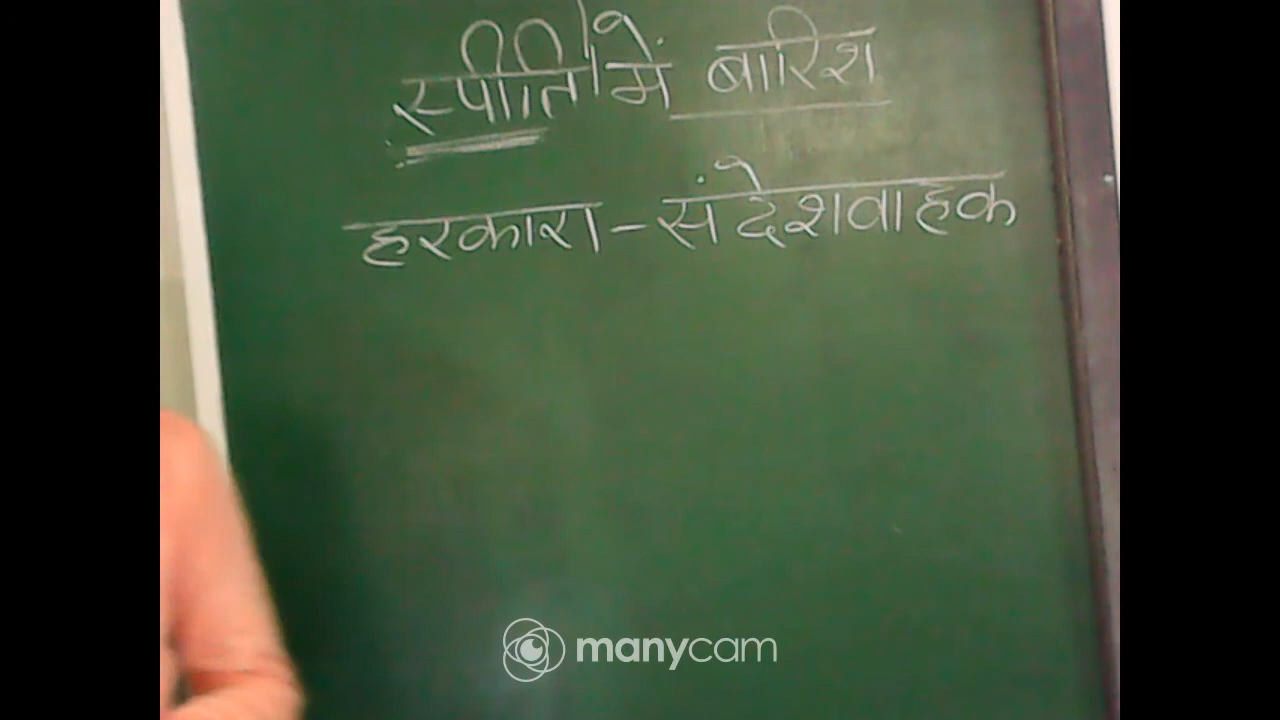 स्पीति में बारिश
हरकारा - संदेशवाहक
manycam